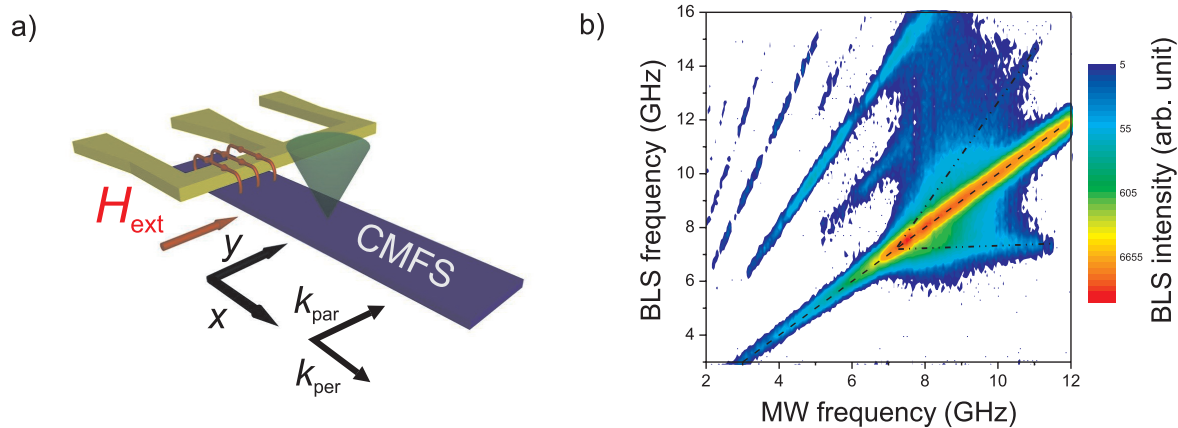 a)
H ext
y
x
CMFS
k par
k per
b)
BLS frequency (GHz)
16
14
12
10
8
6
4
2
4
6
8
10
12
MW frequency (GHz)
5
55
605
6655
BLS intensity (arb. unit)